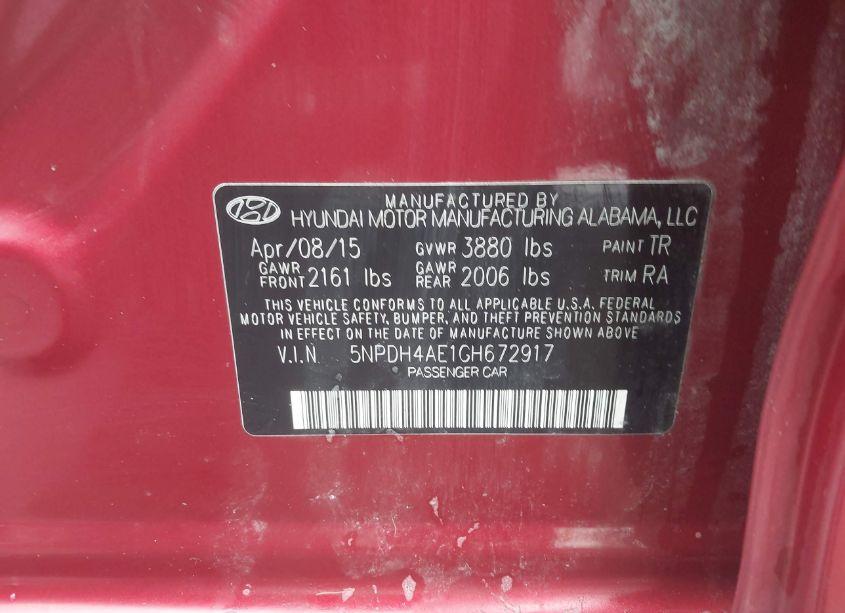 MANUFACTURED BY
HYUNDAI MOTOR MANUFACTURING ALABAMA, LLC
Apr/08/15 GVWR 3880 lbs PAINT TR
GAWR FRONT 2161 lbs GAWR REAR 2006 lbs TRIM RA
THIS VEHICLE CONFORMS TO ALL APPLICABLE U.S.A. FEDERAL
MOTOR VEHICLE SAFETY, BUMPER, AND THEFT PREVENTION STANDARDS
IN EFFECT ON THE DATE OF MANUFACTURE SHOWN ABOVE
V.I.N 5NPDH4AE1GH672917
PASSENGER CAR